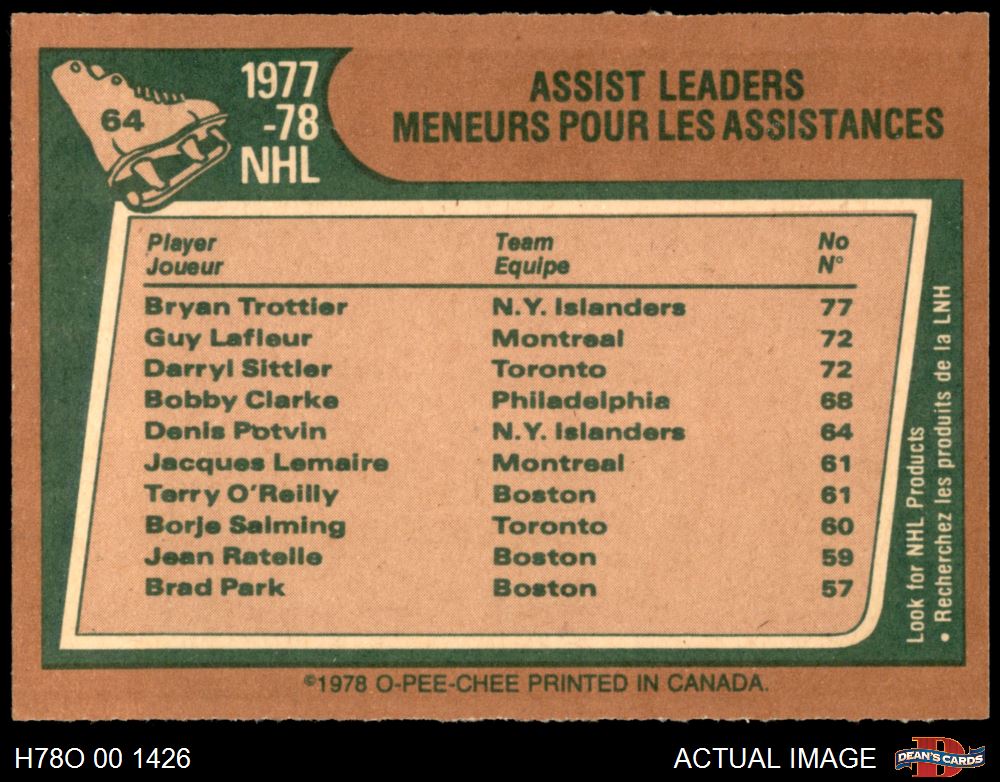 64
1977
-78
NHL
ASSIST LEADERS
MENEURS POUR LES ASSISTANCES
Player Team No
Joueur Equipe N°
Bryan Trottier N.Y. Islanders 77
Guy Lafleur Montreal 72
Darryl Sittler Toronto 72
Bobby Clarke Philadelphia 68
Denis Potvin N.Y. Islanders 64
Jacques Lemaire Montreal 61
Terry O'Reilly Boston 61
Borje Salming Toronto 60
Jean Ratelle Boston 59
Brad Park Boston 57
Look for NHL Products
• Recherchez les produits de la LNH
©1978 O-PEE-CHEE PRINTED IN CANADA.
H78O 00 1426
ACTUAL IMAGE
D
DEAN'S CARDS